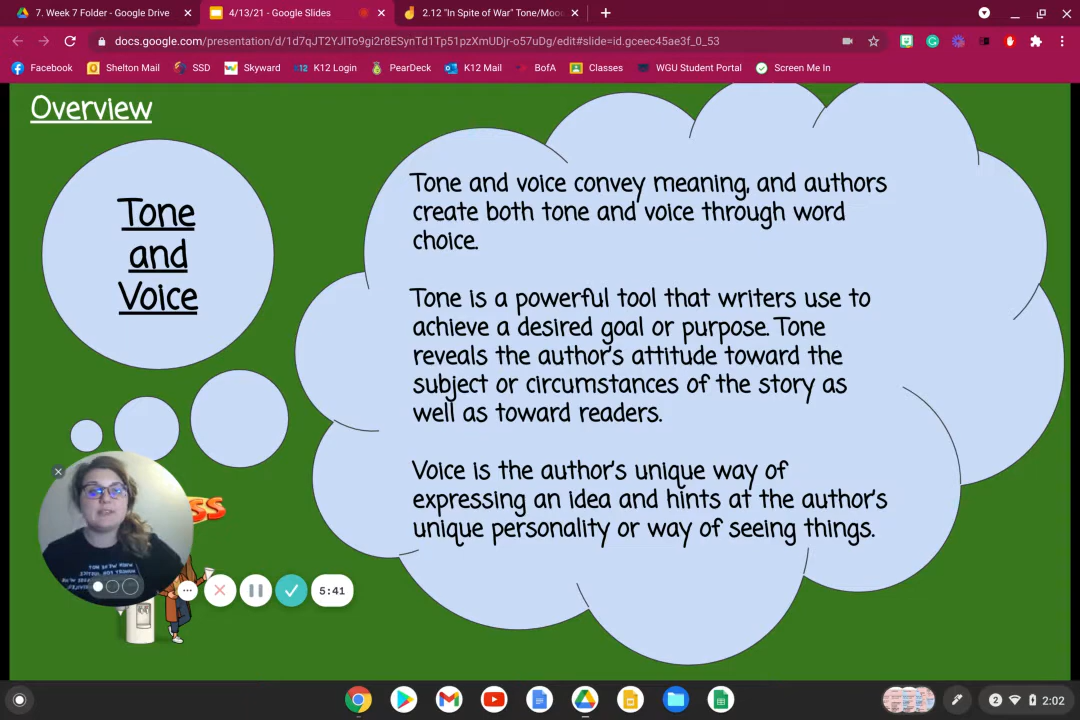 7. Week 7 Folder - Google Drive
4/13/21 - Google Slides
2.12 "In Spite of War" Tone/Moo
docs.google.com/presentation/d/1d7qJT2YJlTo9gi2r8ESynTd1Tp51pzXmUDjr-o57uDg/edit#slide=id.gceec45ae3f_0_53
Facebook
Shelton Mail
SSD
Skyward
K12 Login
PearDeck
K12 Mail
BofA
Classes
WGU Student Portal
Screen Me In
Overview
Tone
and
Voice
Tone and voice convey meaning, and authors
create both tone and voice through word
choice.
Tone is a powerful tool that writers use to
achieve a desired goal or purpose. Tone
reveals the author's attitude toward the
subject or circumstances of the story as
well as toward readers.
Voice is the author's unique way of
expressing an idea and hints at the author's
unique personality or way of seeing things.
5:41
2
2:02